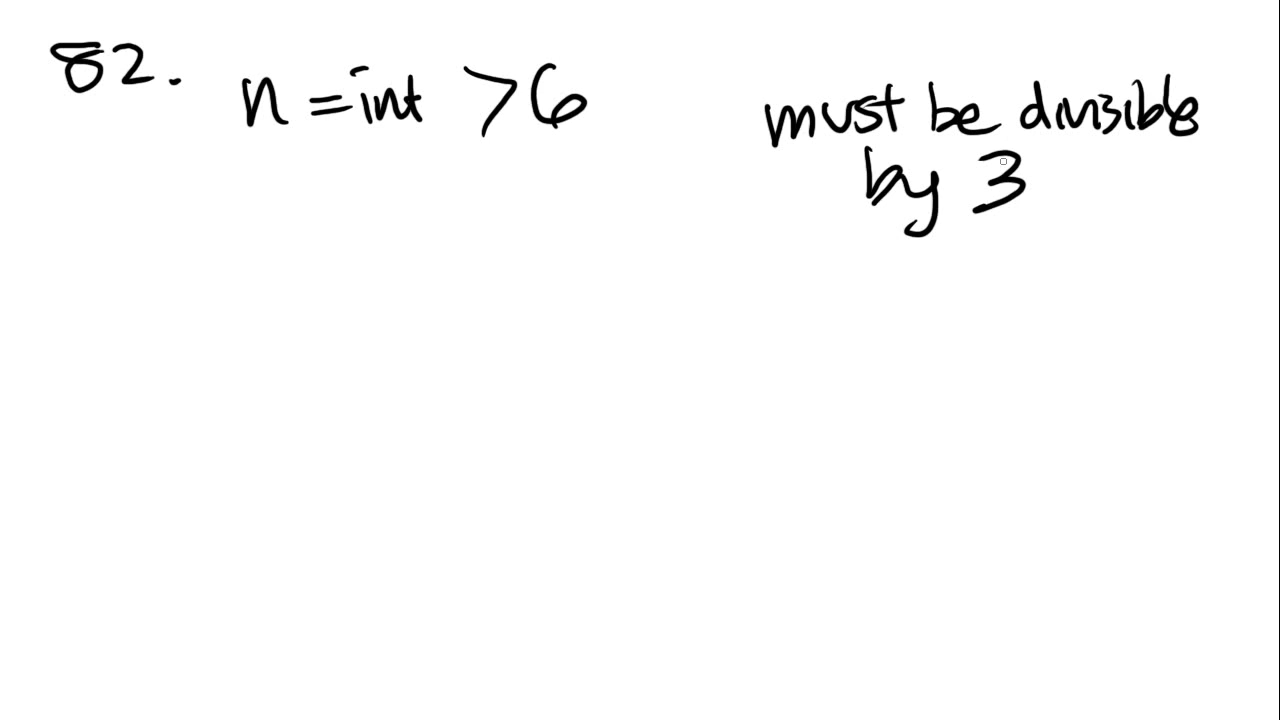 82. n = int > 6
must be divisible
by 3